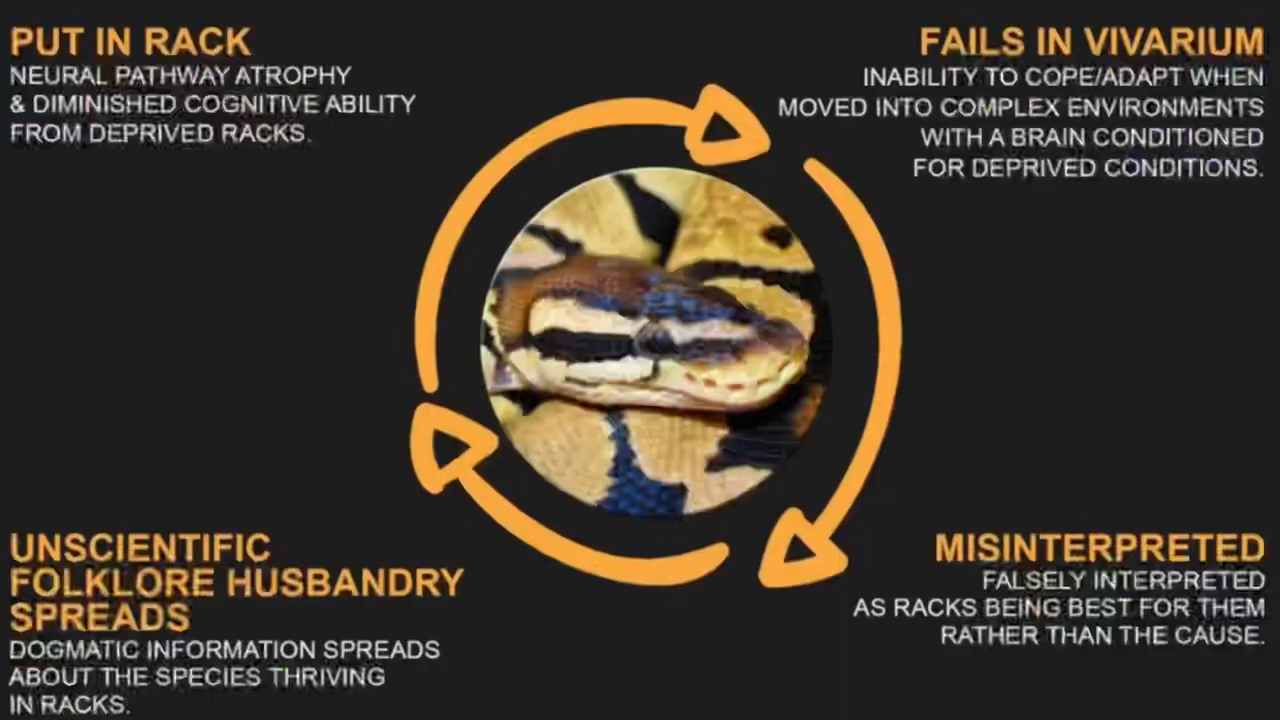 PUT IN RACK
NEURAL PATHWAY ATROPHY
& DIMINISHED COGNITIVE ABILITY
FROM DEPRIVED RACKS.
FAILS IN VIVARIUM
INABILITY TO COPE/ADAPT WHEN
MOVED INTO COMPLEX ENVIRONMENTS
WITH A BRAIN CONDITIONED
FOR DEPRIVED CONDITIONS.
MISINTERPRETED
FALSELY INTERPRETED
AS RACKS BEING BEST FOR THEM
RATHER THAN THE CAUSE.
UNSCIENTIFIC
FOLKLORE HUSBANDRY
SPREADS
DOGMATIC INFORMATION SPREADS
ABOUT THE SPECIES THRIVING
IN RACKS.